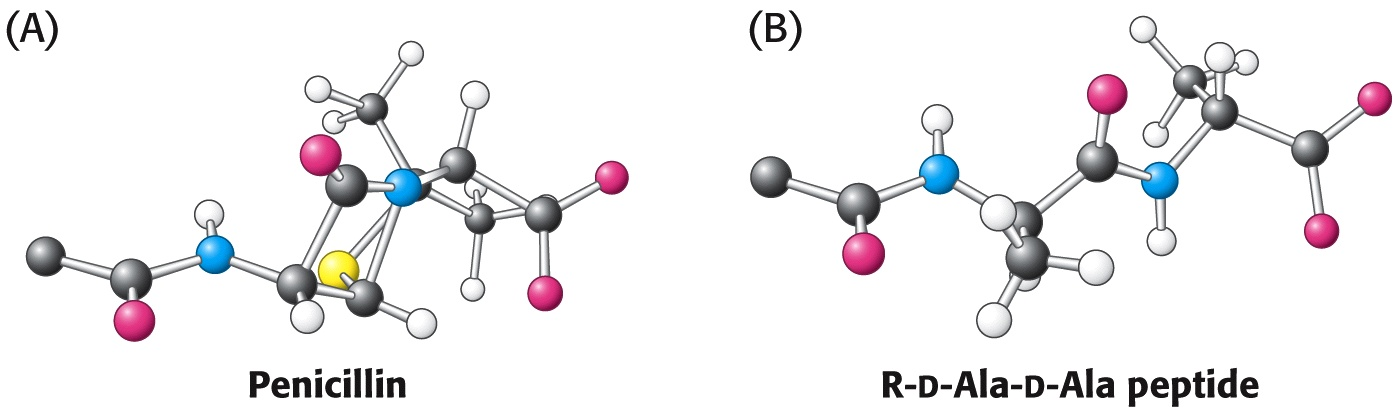 (A)
(B)
Penicillin
R-D-Ala-D-Ala peptide